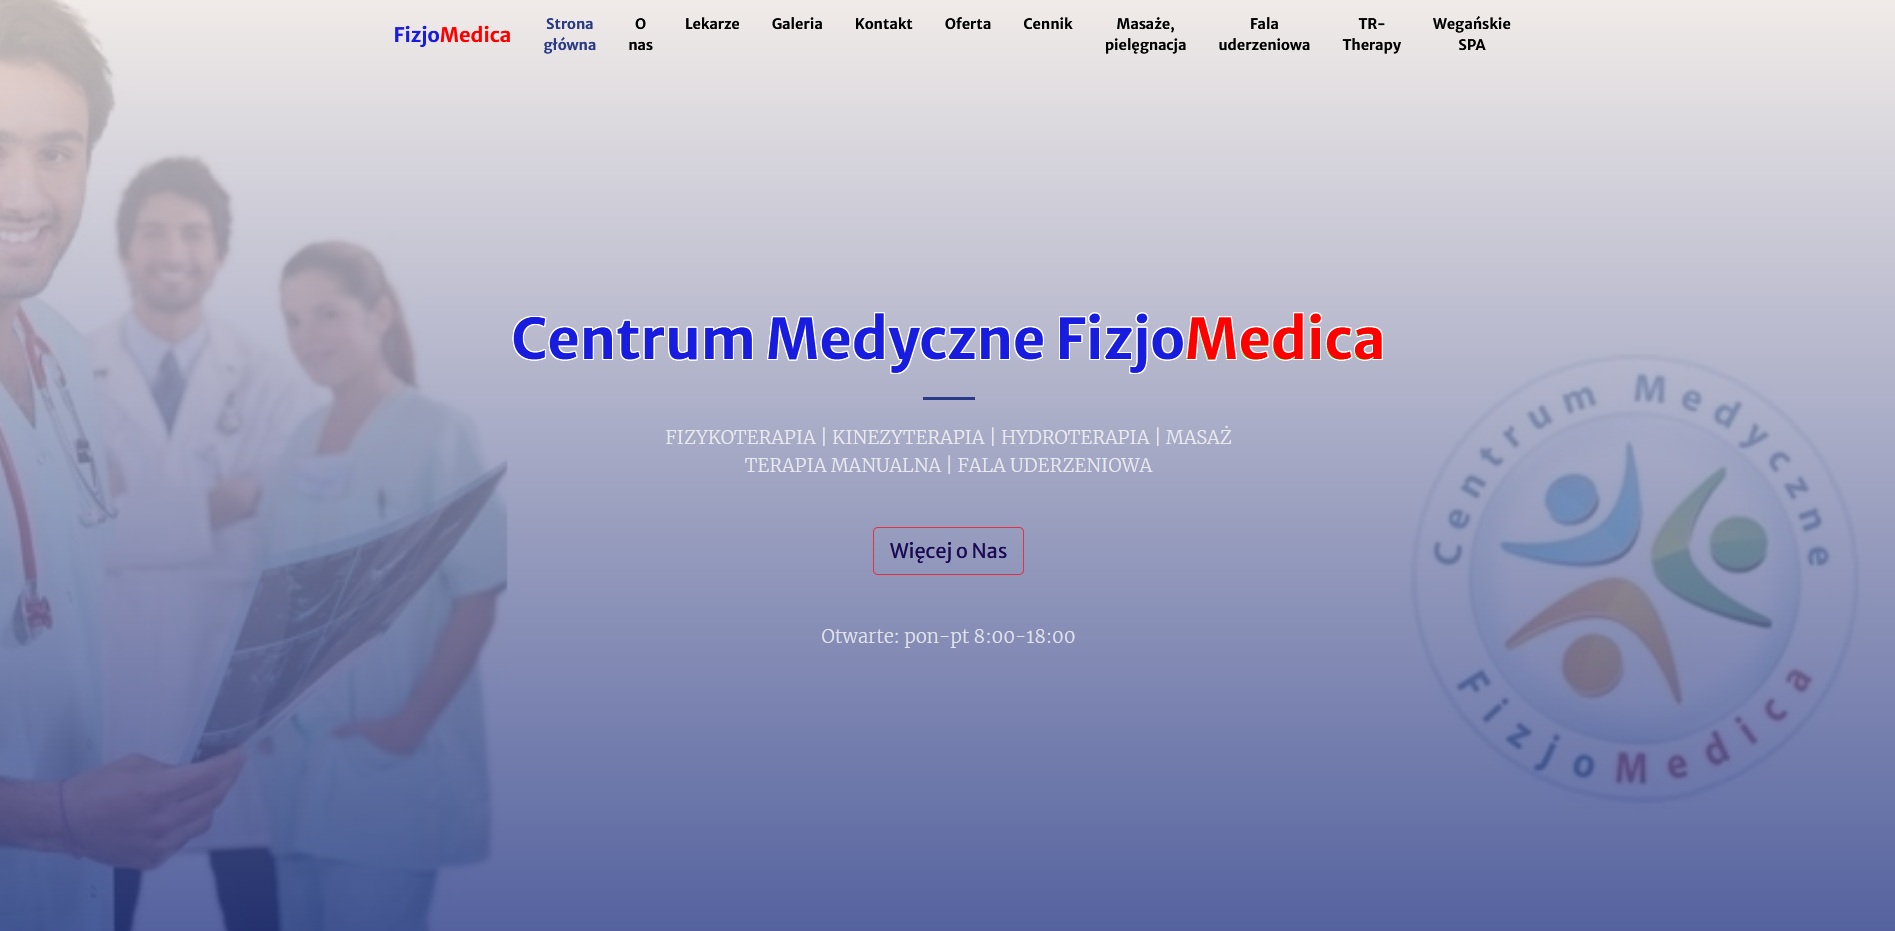 FizjoMedica
Strona główna
O nas
Lekarze
Galeria
Kontakt
Oferta
Cennik
Masaże, pielęgnacja
Fala uderzeniowa
TR-Therapy
Wegańskie SPA
Centrum Medyczne FizjoMedica
FIZYKOTERAPIA | KINEZYTERAPIA | HYDROTERAPIA | MASAŻ
TERAPIA MANUALNA | FALA UDERZENIOWA
Więcej o Nas
Otwarte: pon-pt 8:00-18:00
Centrum Medyczne
FizjoMedica